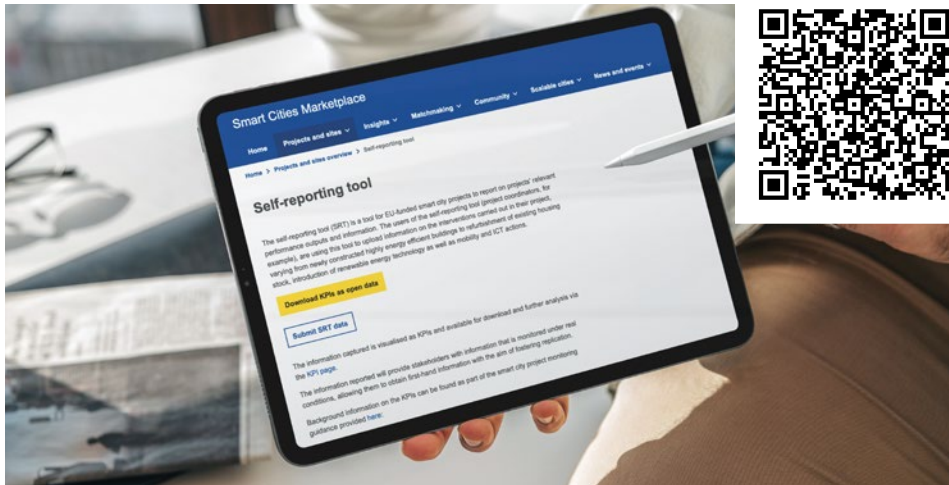 Smart Cities Marketplace
Home Projects and sites Insights Matchmaking Community Scalable cities News and events
Home > Projects and sites overview > Self-reporting tool
Self-reporting tool
The self-reporting tool (SRT) is a tool for EU-funded smart city projects to report on projects' relevant
performance outputs and information. The users of the self-reporting tool (project coordinators, for
example), are using this tool to upload information on the interventions carried out in their project,
varying from newly constructed highly energy efficient buildings to refurbishment of existing housing
stock, introduction of renewable energy technology as well as mobility and ICT actions.
Download KPIs as open data
Submit SRT data
The information captured is visualised as KPIs and available for download and further analysis via
the KPI page.
The information reported will provide stakeholders with information that is monitored under real
conditions, allowing them to obtain first-hand information with the aim of fostering replication.
Background information on the KPIs can be found as part of the smart city project monitoring
guidance provided here: